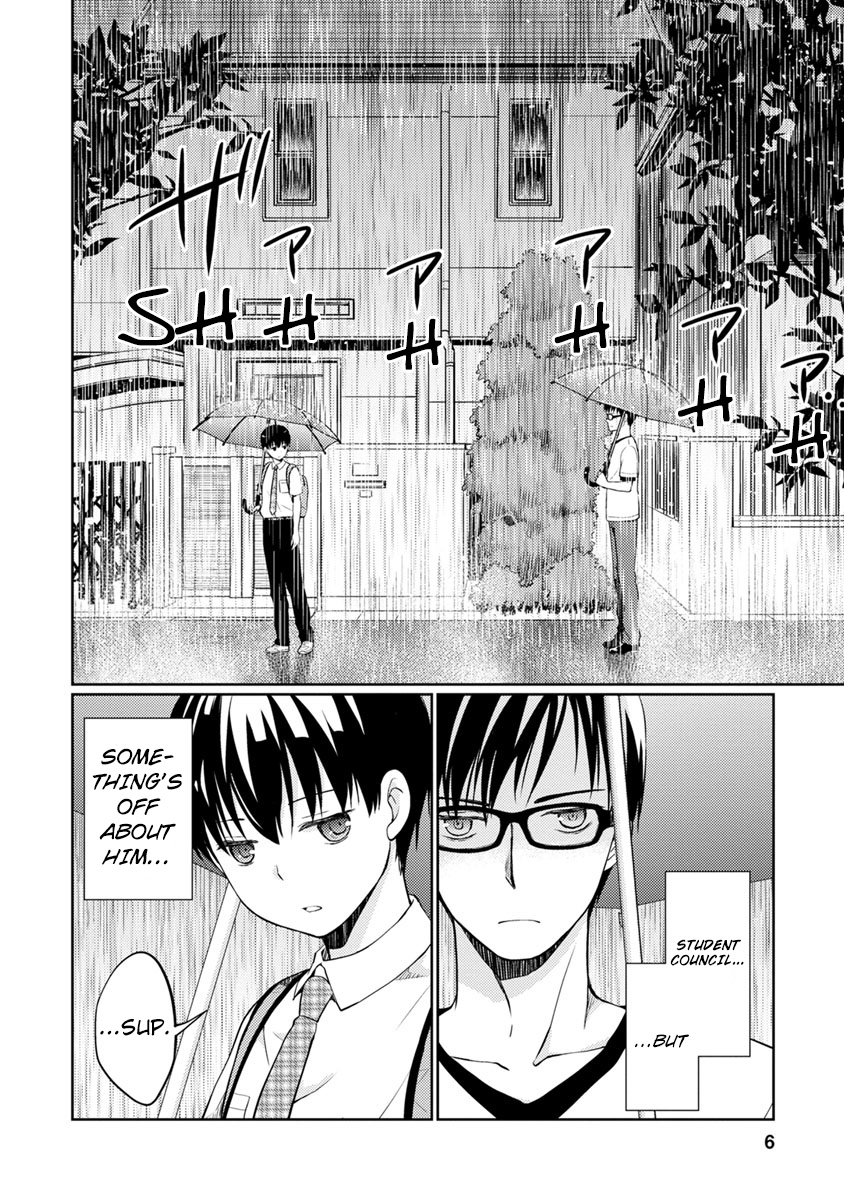 ザ
ア
ア
ア
ア
ア
SH
H
H
H
H
H
STUDENT
COUNCIL...
...BUT
SOME-
THING'S
OFF
ABOUT
HIM...
...SUP.
6